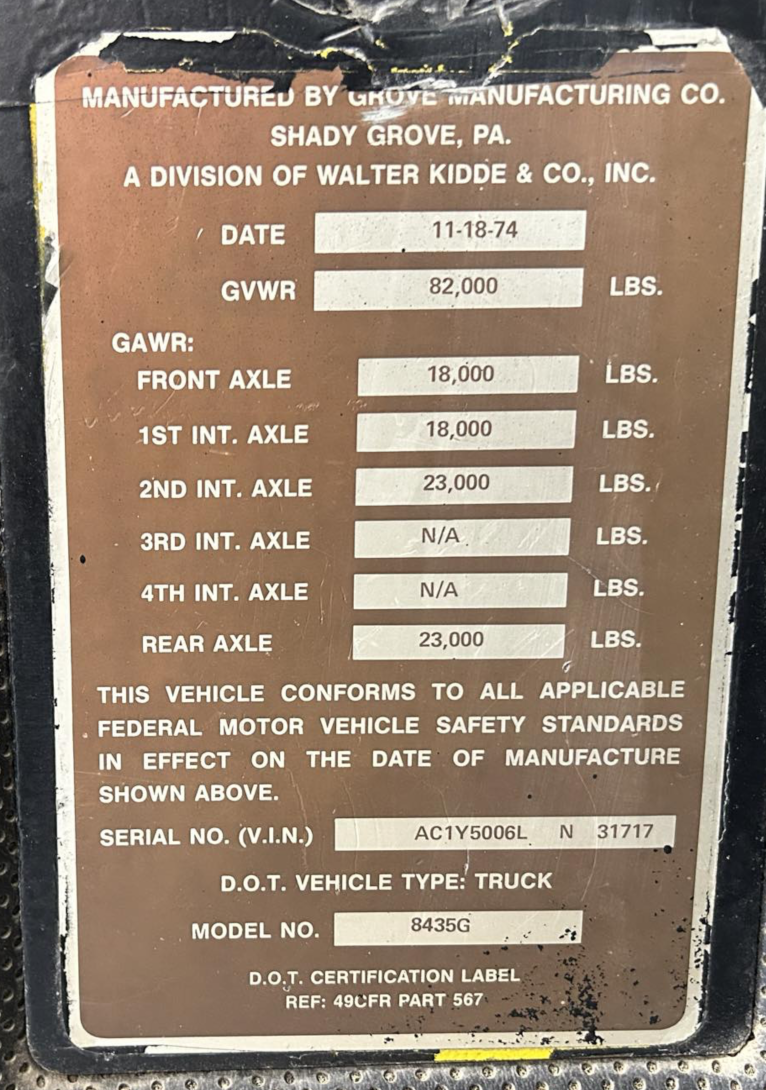 MANUFACTURED BY GROVE MANUFACTURING CO.
SHADY GROVE, PA.
A DIVISION OF WALTER KIDDE & CO., INC.
DATE 11-18-74
GVWR 82,000 LBS.
GAWR:
FRONT AXLE 18,000 LBS.
1ST INT. AXLE 18,000 LBS.
2ND INT. AXLE 23,000 LBS.
3RD INT. AXLE N/A LBS.
4TH INT. AXLE N/A LBS.
REAR AXLE 23,000 LBS.
THIS VEHICLE CONFORMS TO ALL APPLICABLE
FEDERAL MOTOR VEHICLE SAFETY STANDARDS
IN EFFECT ON THE DATE OF MANUFACTURE
SHOWN ABOVE.
SERIAL NO. (V.I.N.) AC1Y5006L N 31717
D.O.T. VEHICLE TYPE: TRUCK
MODEL NO. 8435G
D.O.T. CERTIFICATION LABEL
REF: 49CFR PART 567